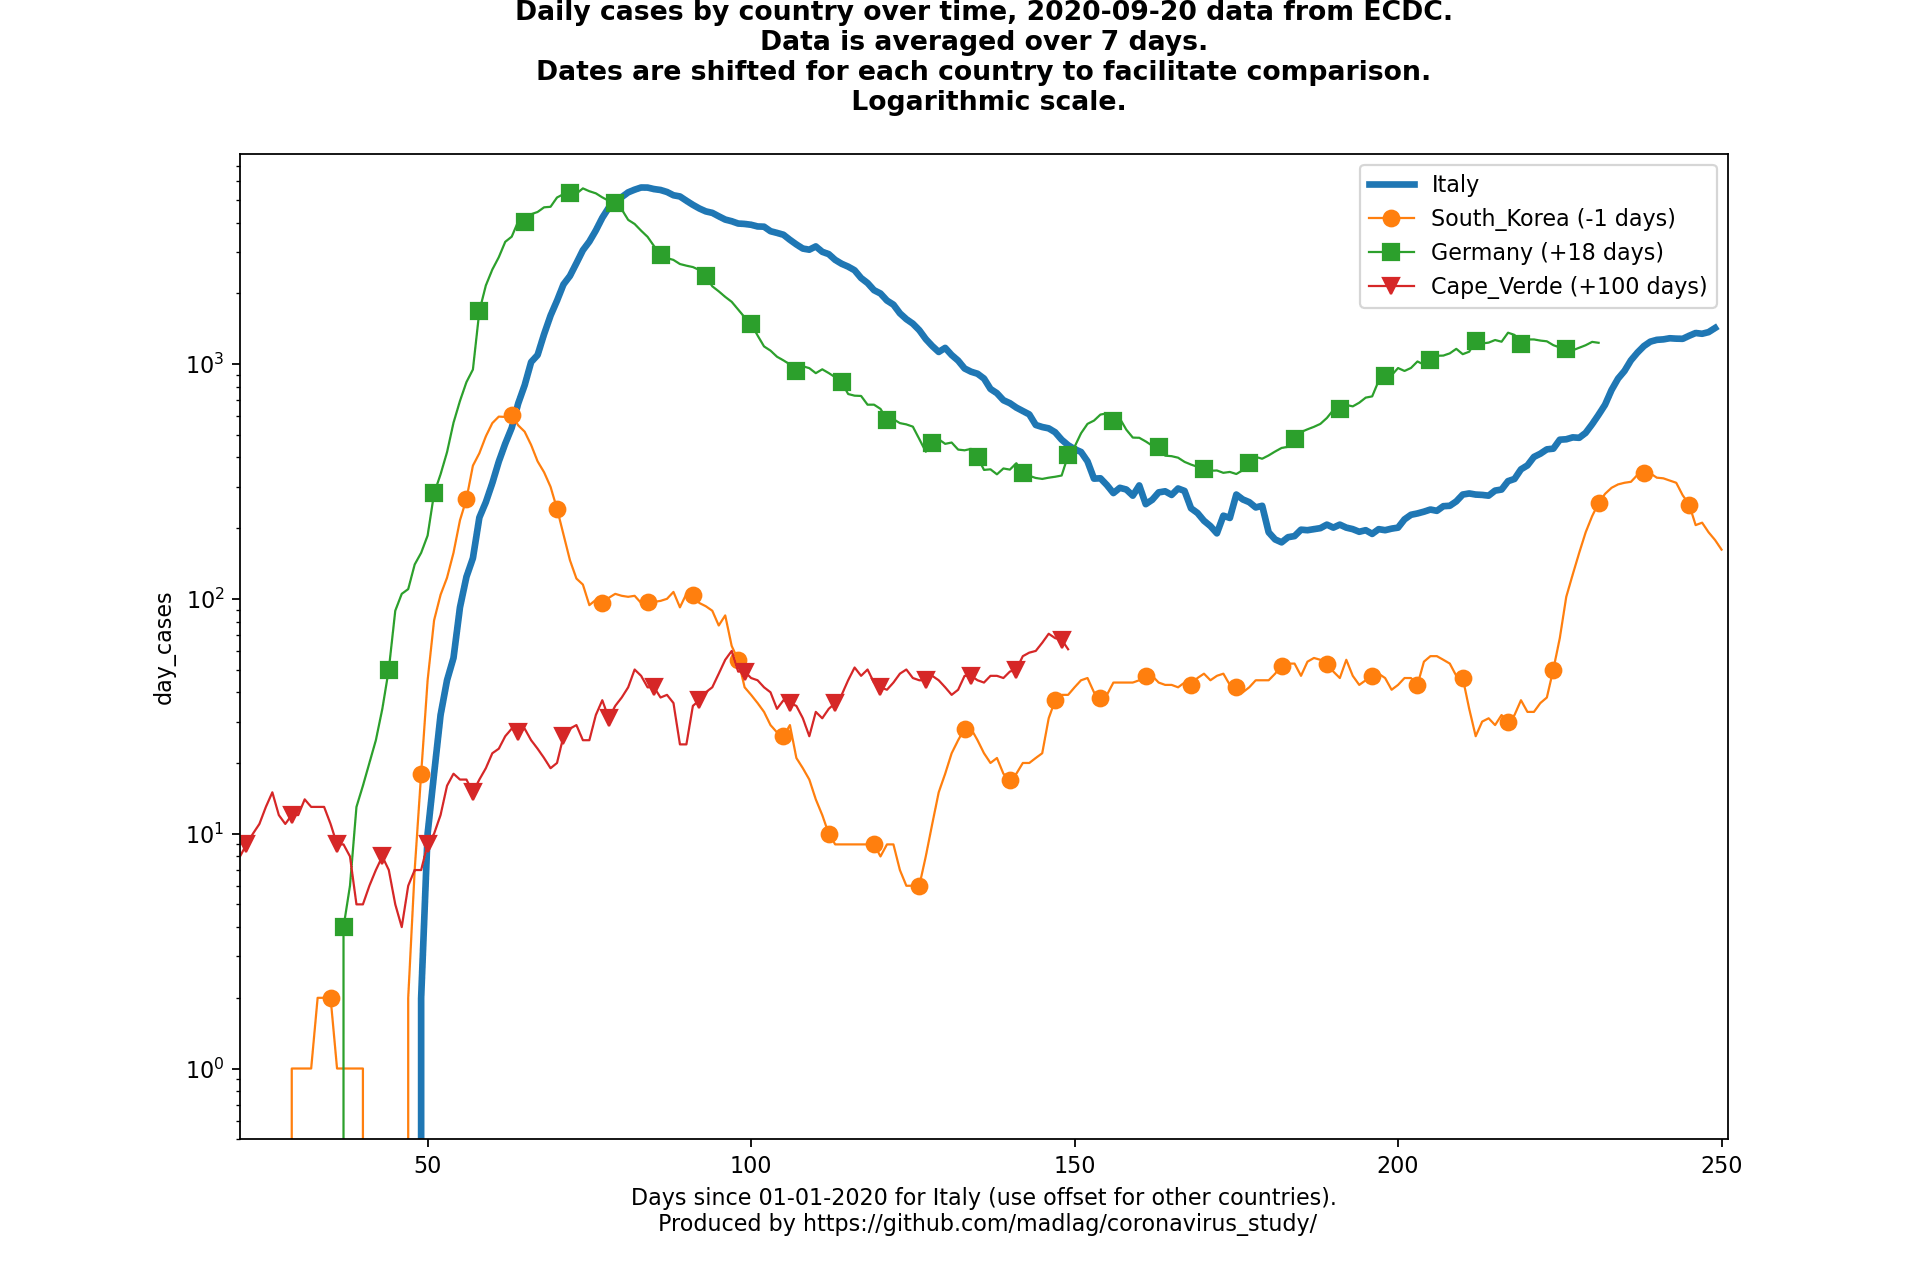 Daily cases by country over time, 2020-09-20 data from ECDC.
Data is averaged over 7 days.
Dates are shifted for each country to facilitate comparison.
Logarithmic scale.
Italy
South_Korea (-1 days)
Germany (+18 days)
Cape_Verde (+100 days)
10³
10²
10¹
10⁰
day_cases
50 100 150 200 250
Days since 01-01-2020 for Italy (use offset for other countries).
Produced by https://github.com/madlag/coronavirus_study/